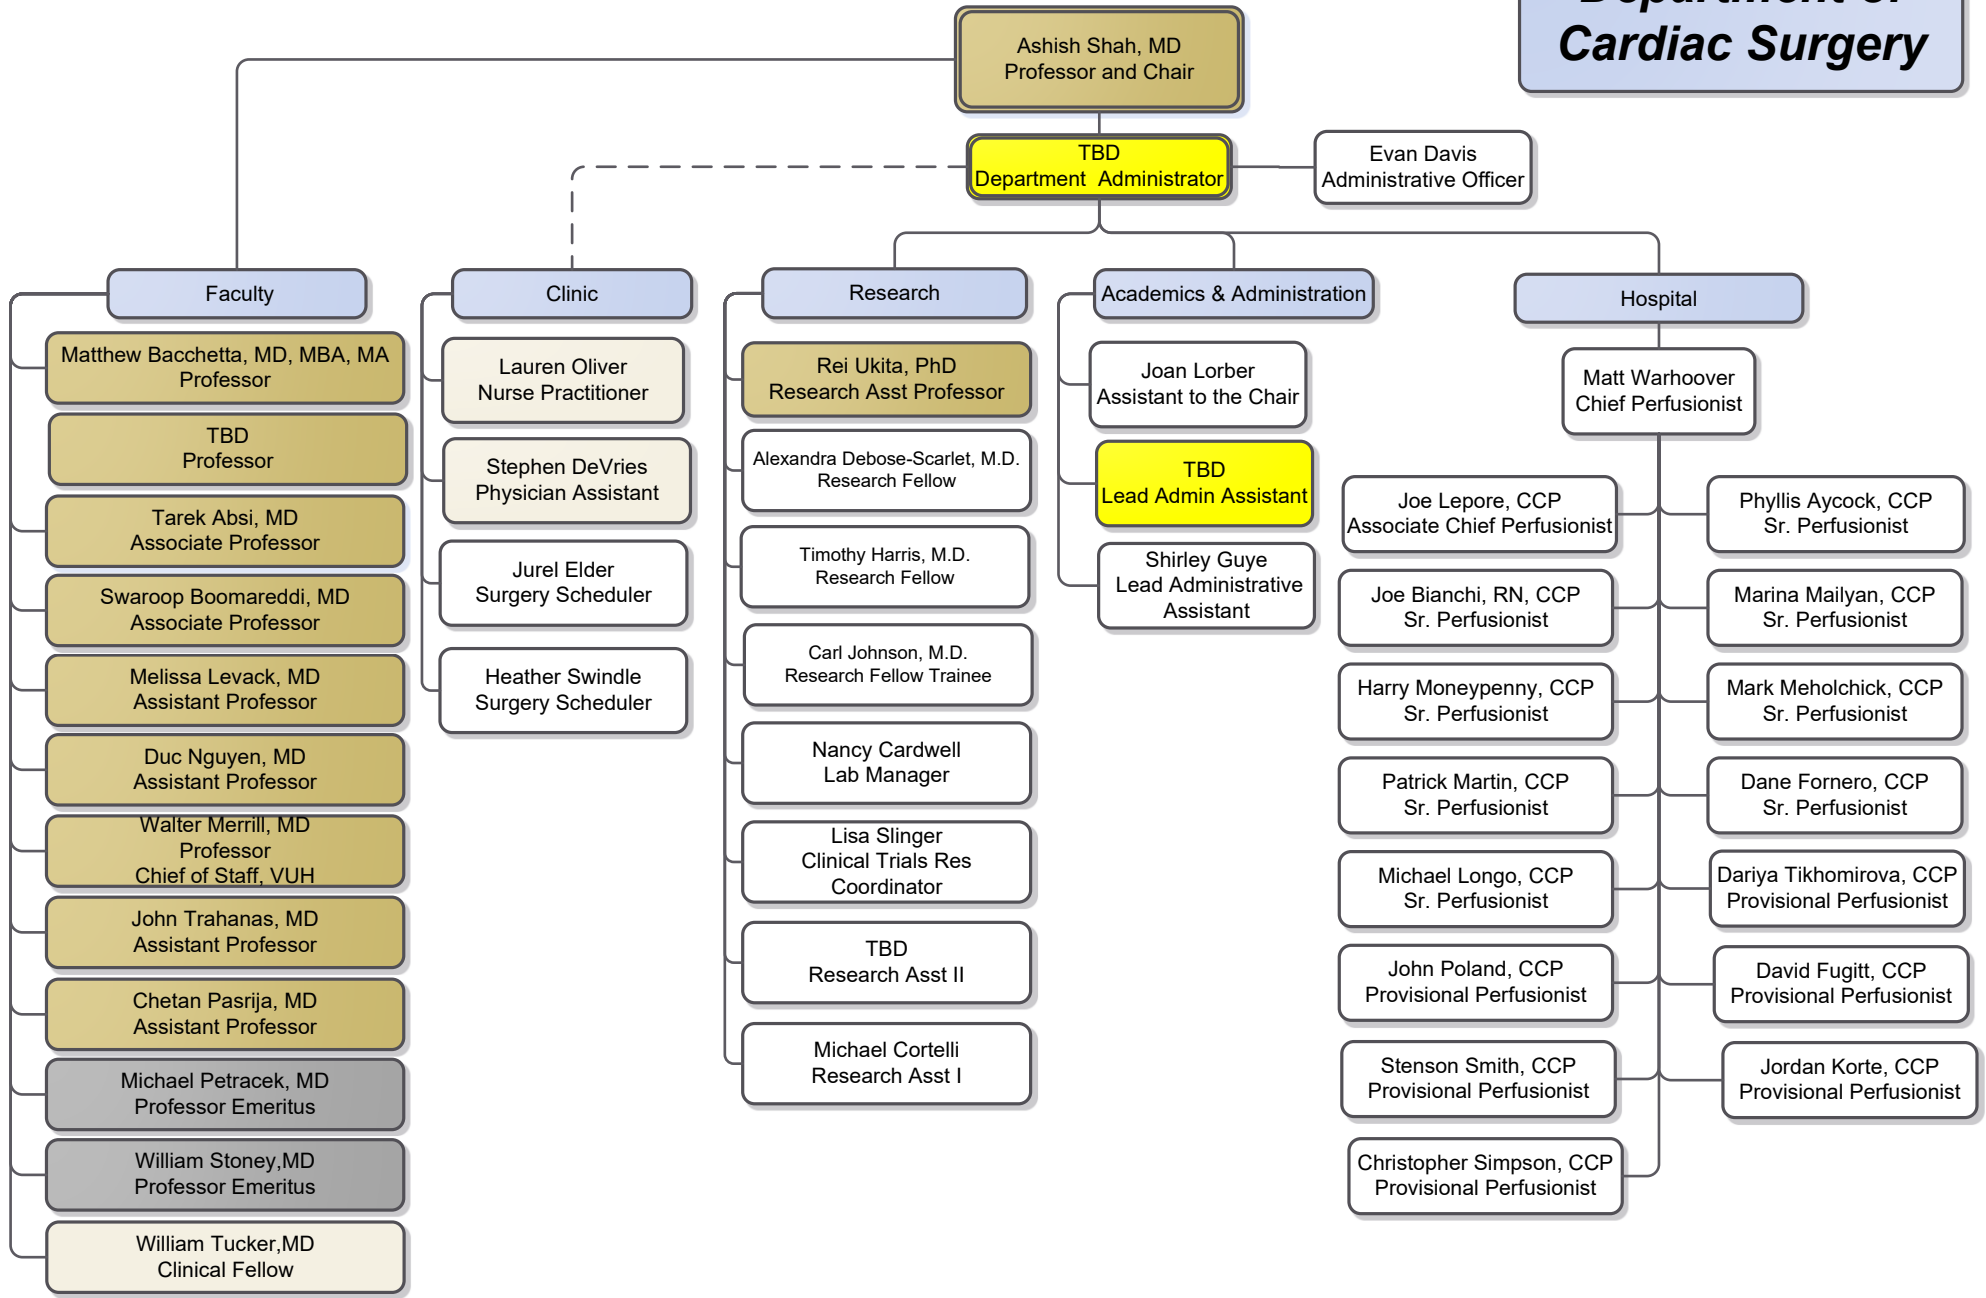 Department of
Cardiac Surgery
Ashish Shah, MD
Professor and Chair
TBD
Department  Administrator
Evan Davis
Administrative Officer
Faculty
Matthew Bacchetta, MD, MBA, MA
Professor
TBD
Professor
Tarek Absi, MD
Associate Professor
Swaroop Boomareddi, MD
Associate Professor
Melissa Levack, MD
Assistant Professor
Duc Nguyen, MD
Assistant Professor
Walter Merrill, MD
Professor
Chief of Staff, VUH
John Trahanas, MD
Assistant Professor
Chetan Pasrija, MD
Assistant Professor
Michael Petracek, MD
Professor Emeritus
William Stoney,MD
Professor Emeritus
William Tucker,MD
Clinical Fellow
Clinic
Lauren Oliver
Nurse Practitioner
Stephen DeVries
Physician Assistant
Jurel Elder
Surgery Scheduler
Heather Swindle
Surgery Scheduler
Research
Rei Ukita, PhD
Research Asst Professor
Alexandra Debose-Scarlet, M.D.
Research Fellow
Timothy Harris, M.D.
Research Fellow
Carl Johnson, M.D.
Research Fellow Trainee
Nancy Cardwell
Lab Manager
Lisa Slinger
Clinical Trials Res
Coordinator
TBD
Research Asst II
Michael Cortelli
Research Asst I
Academics & Administration
Joan Lorber
Assistant to the Chair
TBD
Lead Admin Assistant
Shirley Guye
Lead Administrative
Assistant
Hospital
Matt Warhoover
Chief Perfusionist
Joe Lepore, CCP
Associate Chief Perfusionist
Phyllis Aycock, CCP
Sr. Perfusionist
Joe Bianchi, RN, CCP
Sr. Perfusionist
Marina Mailyan, CCP
Sr. Perfusionist
Harry Moneypenny, CCP
Sr. Perfusionist
Mark Meholchick, CCP
Sr. Perfusionist
Patrick Martin, CCP
Sr. Perfusionist
Dane Fornero, CCP
Sr. Perfusionist
Michael Longo, CCP
Sr. Perfusionist
Dariya Tikhomirova, CCP
Provisional Perfusionist
John Poland, CCP
Provisional Perfusionist
David Fugitt, CCP
Provisional Perfusionist
Stenson Smith, CCP
Provisional Perfusionist
Jordan Korte, CCP
Provisional Perfusionist
Christopher Simpson, CCP
Provisional Perfusionist